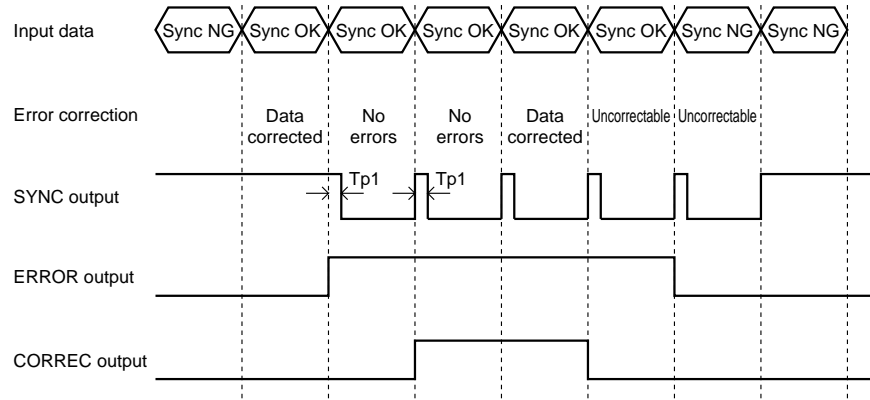 Input data Sync NG Sync OK Sync OK Sync OK Sync OK Sync OK Sync NG Sync NG
Error correction Data corrected No errors No errors Data corrected Uncorrectable Uncorrectable
SYNC output Tp1 Tp1
ERROR output
CORREC output